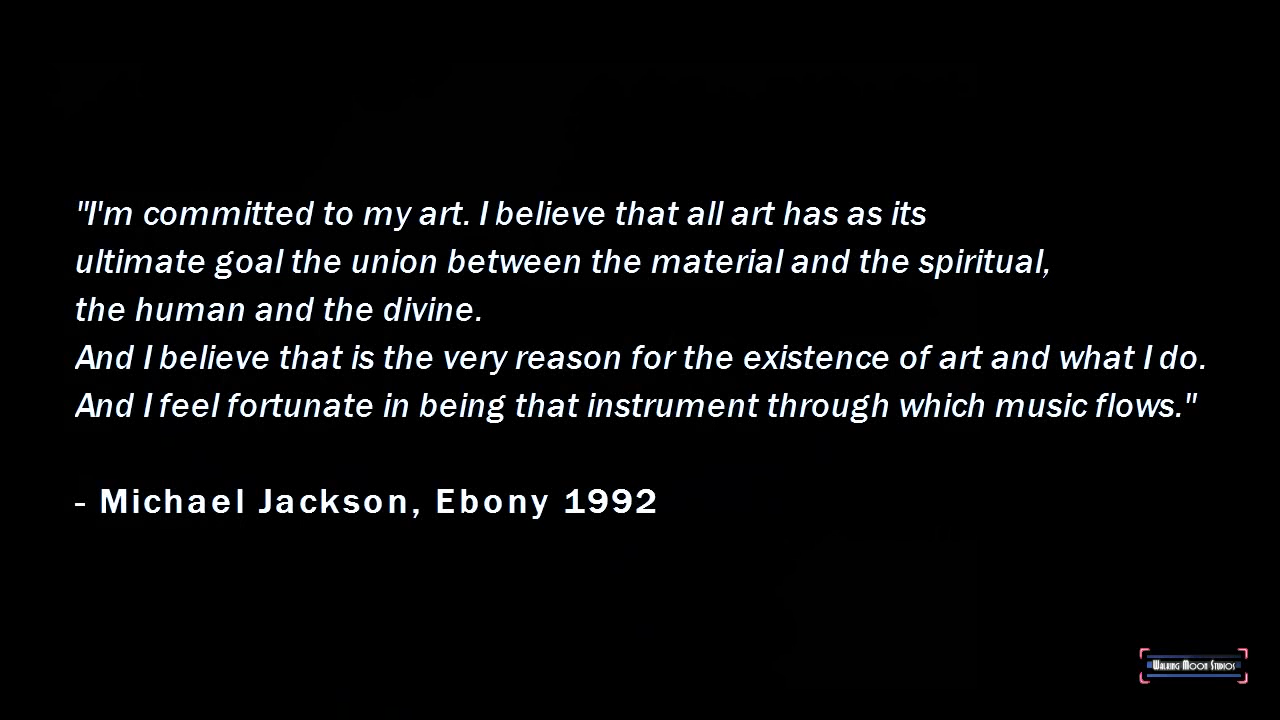 "I'm committed to my art. I believe that all art has as its
ultimate goal the union between the material and the spiritual,
the human and the divine.
And I believe that is the very reason for the existence of art and what I do.
And I feel fortunate in being that instrument through which music flows."
- Michael Jackson, Ebony 1992
Walking Moon Studios